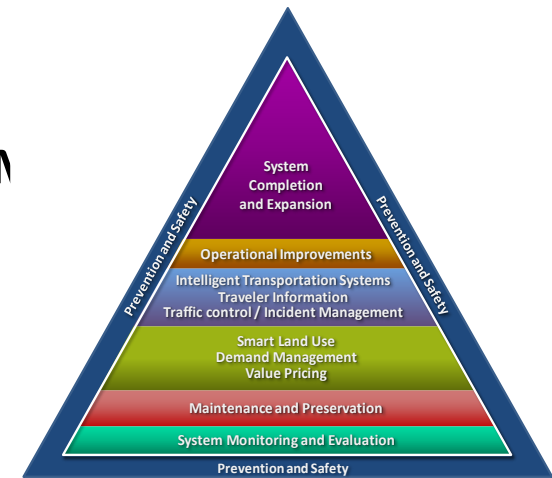 System
Completion
and Expansion
Prevention and Safety
Prevention and Safety
Operational Improvements
Intelligent Transportation Systems
Traveler Information
Traffic control / Incident Management
Smart Land Use
Demand Management
Value Pricing
Maintenance and Preservation
System Monitoring and Evaluation
Prevention and Safety